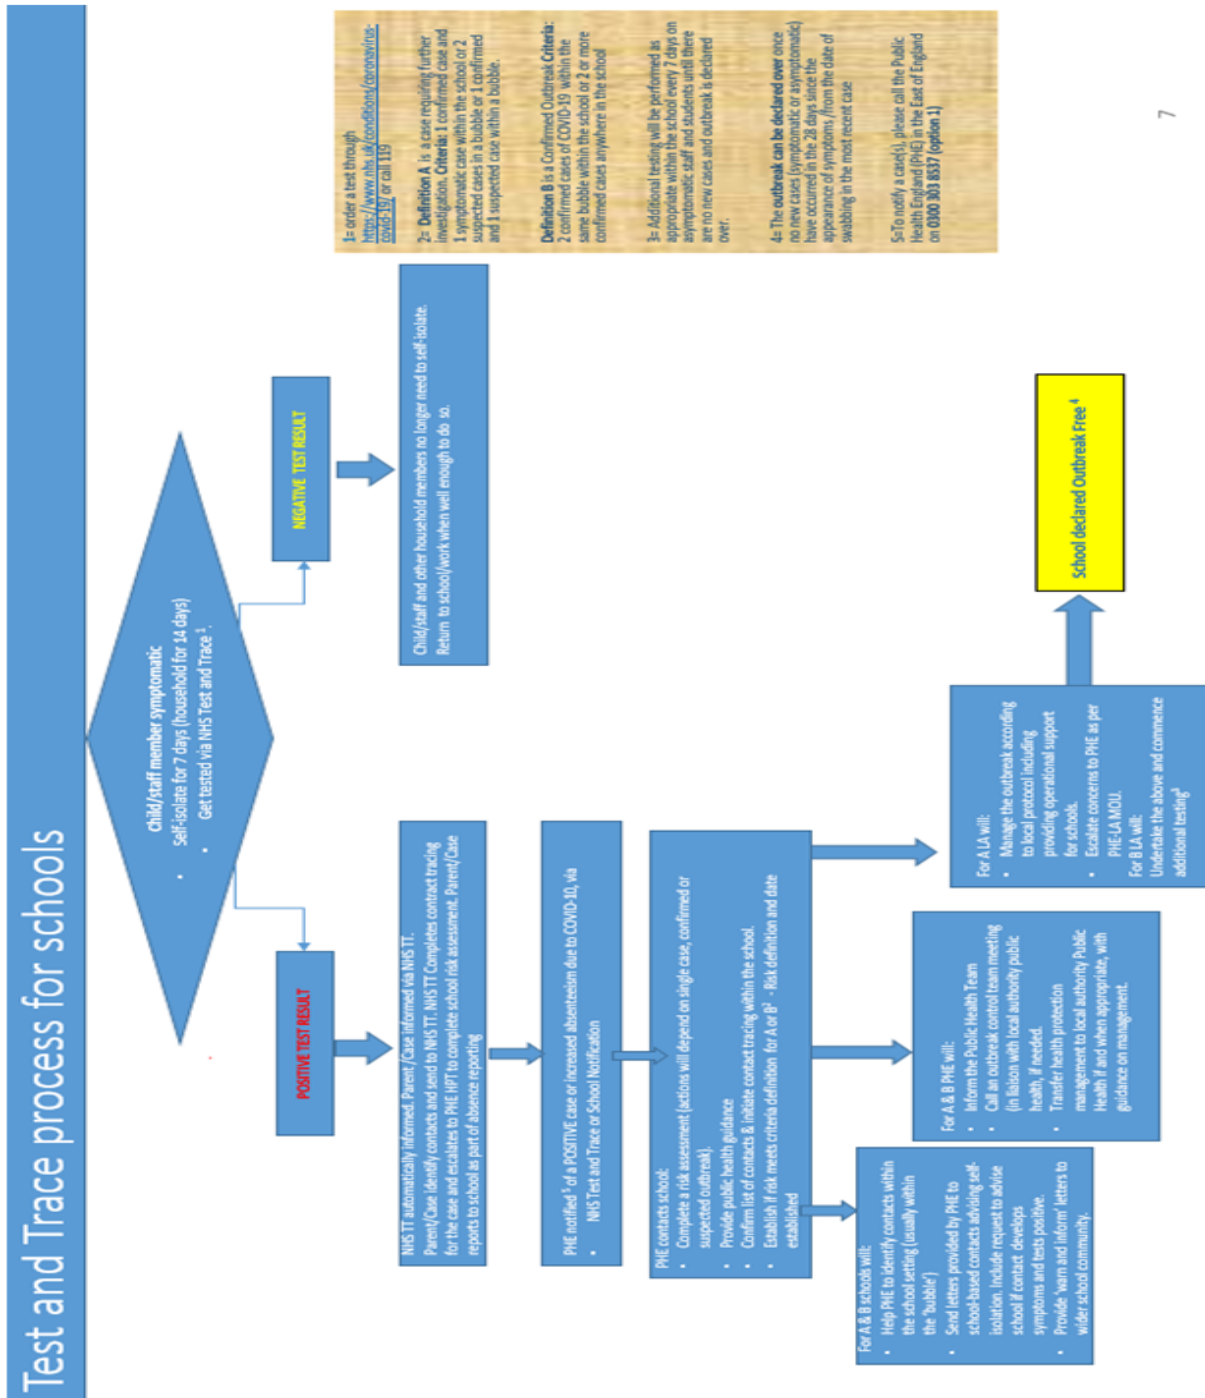 Test and Trace process for schools
Child/staff member symptomatic
• Self-isolate for 7 days (household for 14 days)
• Get tested via NHS Test and Trace ¹.
POSITIVE TEST RESULT
NEGATIVE TEST RESULT
NHS TT automatically informed. Parent /Case informed via NHS TT.
Parent/Case identify contacts and send to NHS TT. NHS TT Completes contract tracing
for the case and escalates to PHE HPT to complete school risk assessment. Parent/Case
reports to school as part of absence reporting
Child/staff and other household members no longer need to self-isolate.
Return to school/work when well enough to do so.
PHE notified ⁵ of a POSITIVE case or increased absenteeism due to COVID-10, via
• NHS Test and Trace or School Notification
PHE contacts school:
• Complete a risk assessment (actions will depend on single case, confirmed or
suspected outbreak).
• Provide public health guidance
• Confirm list of contacts & initiate contact tracing within the school.
• Establish if risk meets criteria definition for A or B² - Risk definition and date
established
For A & B schools will:
• Help PHE to identify contacts within
the school setting (usually within
the 'bubble')
• Send letters provided by PHE to
school-based contacts advising self-
isolation. Include request to advise
school if contact develops
symptoms and tests positive.
• Provide 'warn and inform' letters to
wider school community.
For A & B PHE will:
• Inform the Public Health Team
• Call an outbreak control team meeting
(in liaison with local authority public
health, if needed.
• Transfer health protection
management to local authority Public
Health if and when appropriate, with
guidance on management.
For A LA will:
• Manage the outbreak according
to local protocol including
providing operational support
for schools.
• Escalate concerns to PHE as per
PHE-LA MOU.
For B LA will:
Undertake the above and commence
additional testing³
School declared Outbreak Free ⁴
1= order a test through
https://www.nhs.uk/conditions/coronavirus-
covid-19/ or call 119
2= Definition A is a case requiring further
investigation. Criteria: 1 confirmed case and
1 symptomatic case within the school or 2
suspected cases in a bubble or 1 confirmed
and 1 suspected case within a bubble.
Definition B is a Confirmed Outbreak Criteria:
2 confirmed cases of COVID-19 within the
same bubble within the school or 2 or more
confirmed cases anywhere in the school
3= Additional testing will be performed as
appropriate within the school every 7 days on
asymptomatic staff and students until there
are no new cases and outbreak is declared
over.
4= The outbreak can be declared over once
no new cases (symptomatic or asymptomatic)
have occurred in the 28 days since the
appearance of symptoms /from the date of
swabbing in the most recent case
5=To notify a case(s), please call the Public
Health England (PHE) in the East of England
on 0300 303 8537 (option 1)
7